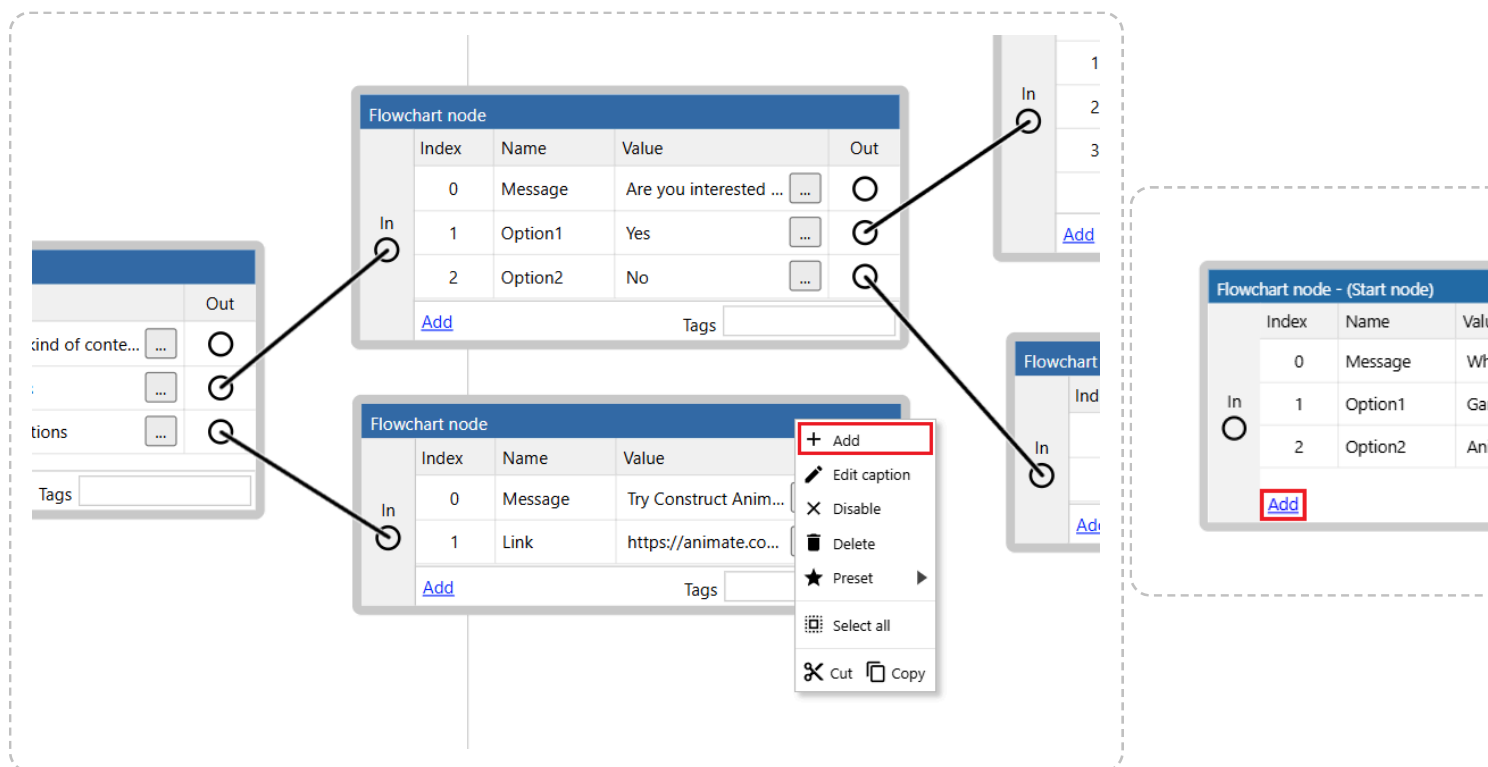 Out
kind of conte... ...
...
tions ...
Tags
Flowchart node
In
Index Name Value Out
0 Message Are you interested ... ...
1 Option1 Yes ...
2 Option2 No ...
Add Tags
Flowchart node
In
Index Name Value
0 Message Try Construct Anim...
1 Link https://animate.co...
Add Tags
Add
Edit caption
Disable
Delete
Preset
Select all
Cut Copy
In
1
2
3
Add
Flowchart
In
Ind
Add
Flowchart node - (Start node)
In
Index Name
0 Message
1 Option1
2 Option2
Add